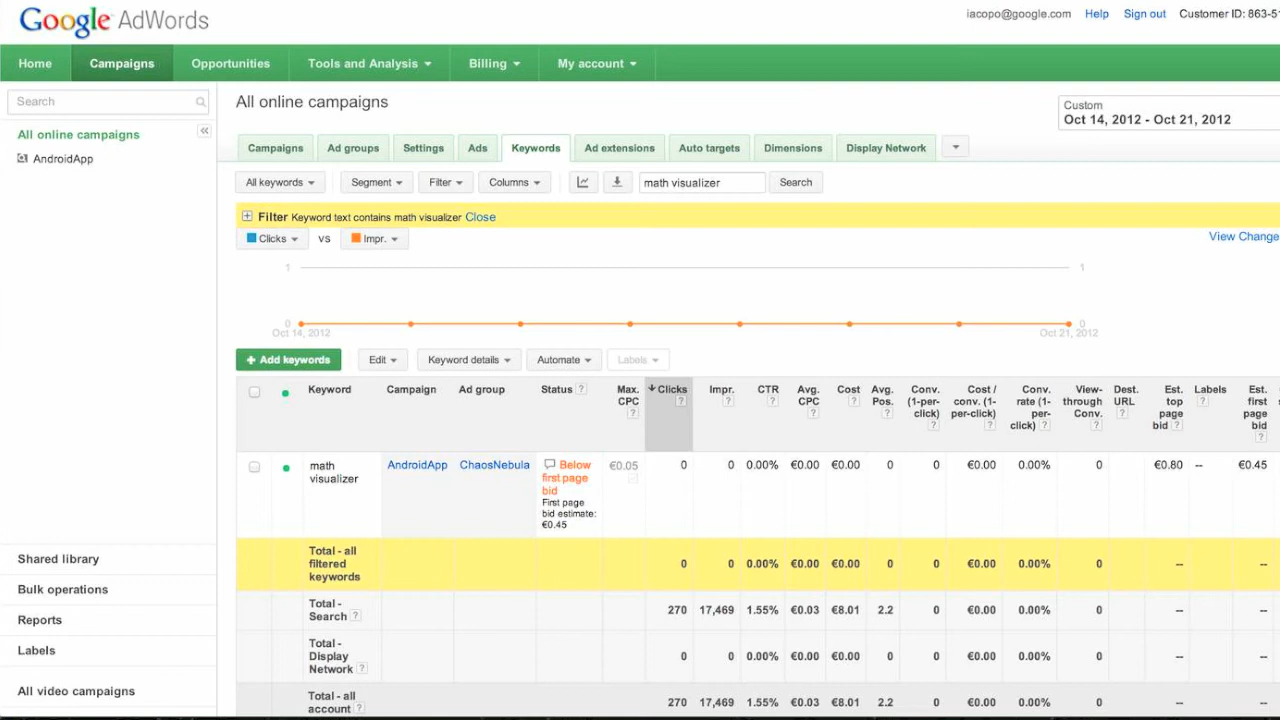 Google AdWords
iacopo@google.com Help Sign out Customer ID: 863-5
Home Campaigns Opportunities Tools and Analysis Billing My account
Search
All online campaigns
AndroidApp
All online campaigns
Custom
Oct 14, 2012 - Oct 21, 2012
Campaigns Ad groups Settings Ads Keywords Ad extensions Auto targets Dimensions Display Network
All keywords Segment Filter Columns math visualizer Search
Filter Keyword text contains math visualizer Close
Clicks VS Impr.
View Change
1 1
0 0
Oct 14, 2012 Oct 21, 2012
+ Add keywords Edit Keyword details Automate Labels
Keyword Campaign Ad group Status ? Max. CPC ? Clicks ? Impr. ? CTR ? Avg. CPC ? Cost ? Avg. Pos. ? Conv. (1-per-click) ? Cost / conv. (1-per-click) ? Conv. rate (1-per-click) ? View-through Conv. ? Dest. URL ? Est. top page bid ? Labels ? Est. first page bid ?
math visualizer AndroidApp ChaosNebula Below first page bid First page bid estimate: €0.45 €0.05 0 0 0.00% €0.00 €0.00 0 0 €0.00 0.00% 0 €0.80 -- €0.45
Total - all filtered keywords 0 0 0.00% €0.00 €0.00 0 0 €0.00 0.00% 0 -- --
Total - Search ? 270 17,469 1.55% €0.03 €8.01 2.2 0 €0.00 0.00% 0 -- --
Total - Display Network ? 0 0 0.00% €0.00 €0.00 0 0 €0.00 0.00% 0 -- --
Total - all account ? 270 17,469 1.55% €0.03 €8.01 2.2 0 €0.00 0.00% 0 -- --
Shared library
Bulk operations
Reports
Labels
All video campaigns